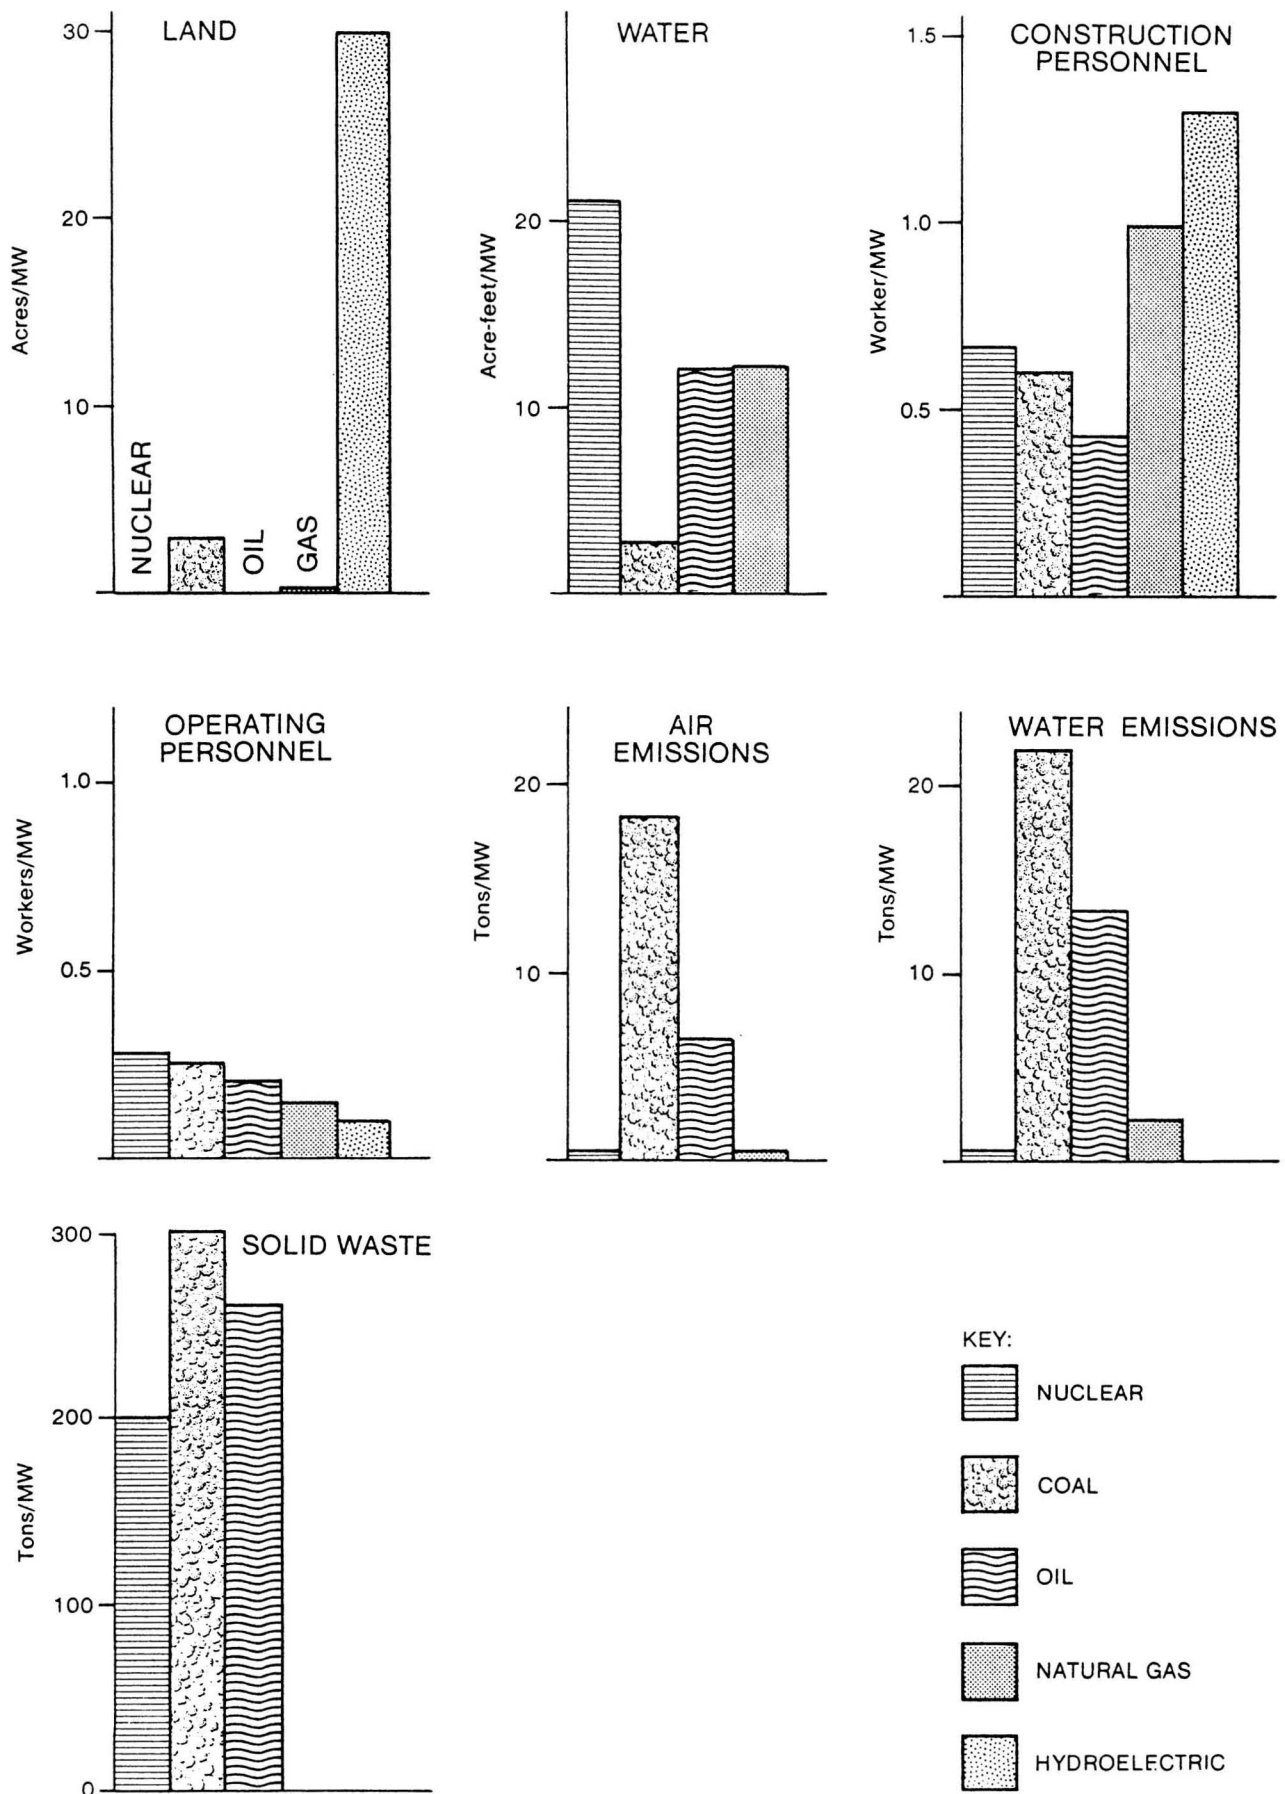 LAND
30
20
10
Acres/MW
NUCLEAR
OIL
GAS
WATER
20
10
Acre-feet/MW
CONSTRUCTION
PERSONNEL
1.5
1.0
0.5
Worker/MW
OPERATING
PERSONNEL
1.0
0.5
Workers/MW
AIR
EMISSIONS
20
10
Tons/MW
WATER EMISSIONS
20
10
Tons/MW
SOLID WASTE
300
200
100
0
Tons/MW
KEY:
NUCLEAR
COAL
OIL
NATURAL GAS
HYDROELECTRIC